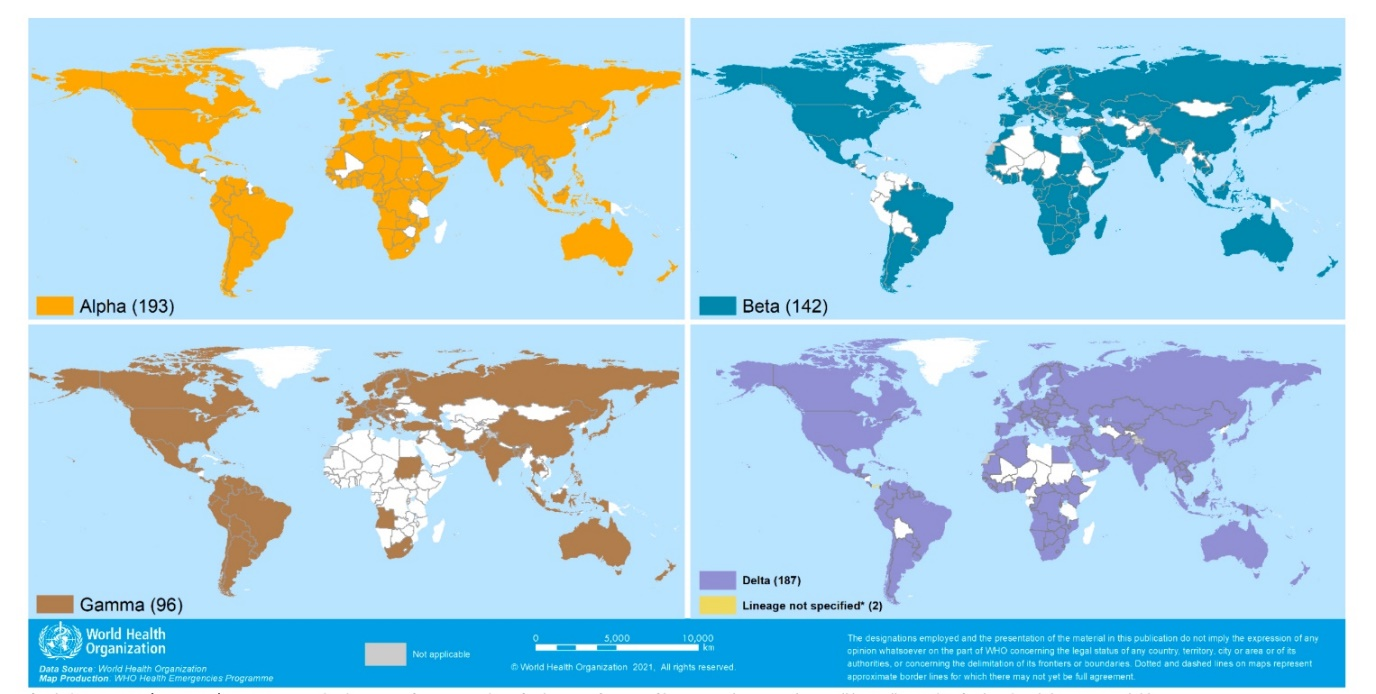 Alpha (193)
Beta (142)
Gamma (96)
Delta (187)
Lineage not specified* (2)
World Health
Organization
Data Source: World Health Organization
Map Production: WHO Health Emergencies Programme
Not applicable
0 5,000 10,000
km
© World Health Organization 2021, All rights reserved.
The designations employed and the presentation of the material in this publication do not imply the expression of any
opinion whatsoever on the part of WHO concerning the legal status of any country, territory, city or area or of its
authorities, or concerning the delimitation of its frontiers or boundaries. Dotted and dashed lines on maps represent
approximate border lines for which there may not yet be full agreement.